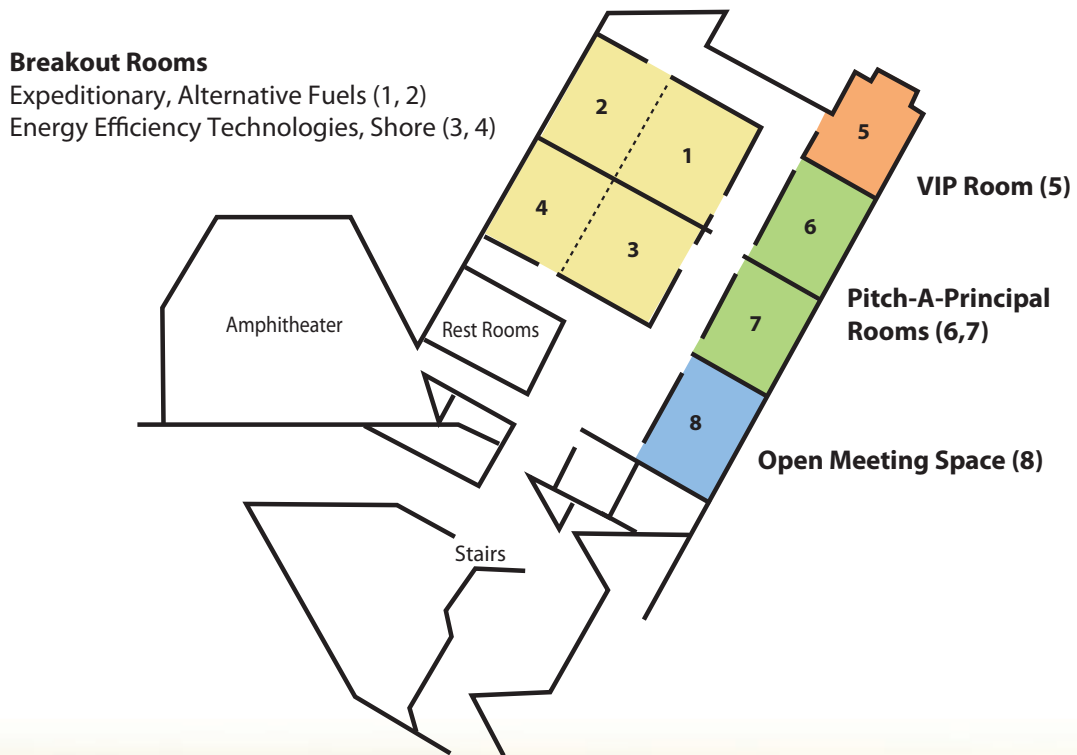 Breakout Rooms
Expeditionary, Alternative Fuels (1, 2)
Energy Efficiency Technologies, Shore (3, 4)
2
1
4
3
5
VIP Room (5)
6
Pitch-A-Principal
Rooms (6,7)
7
8
Open Meeting Space (8)
Amphitheater
Rest Rooms
Stairs